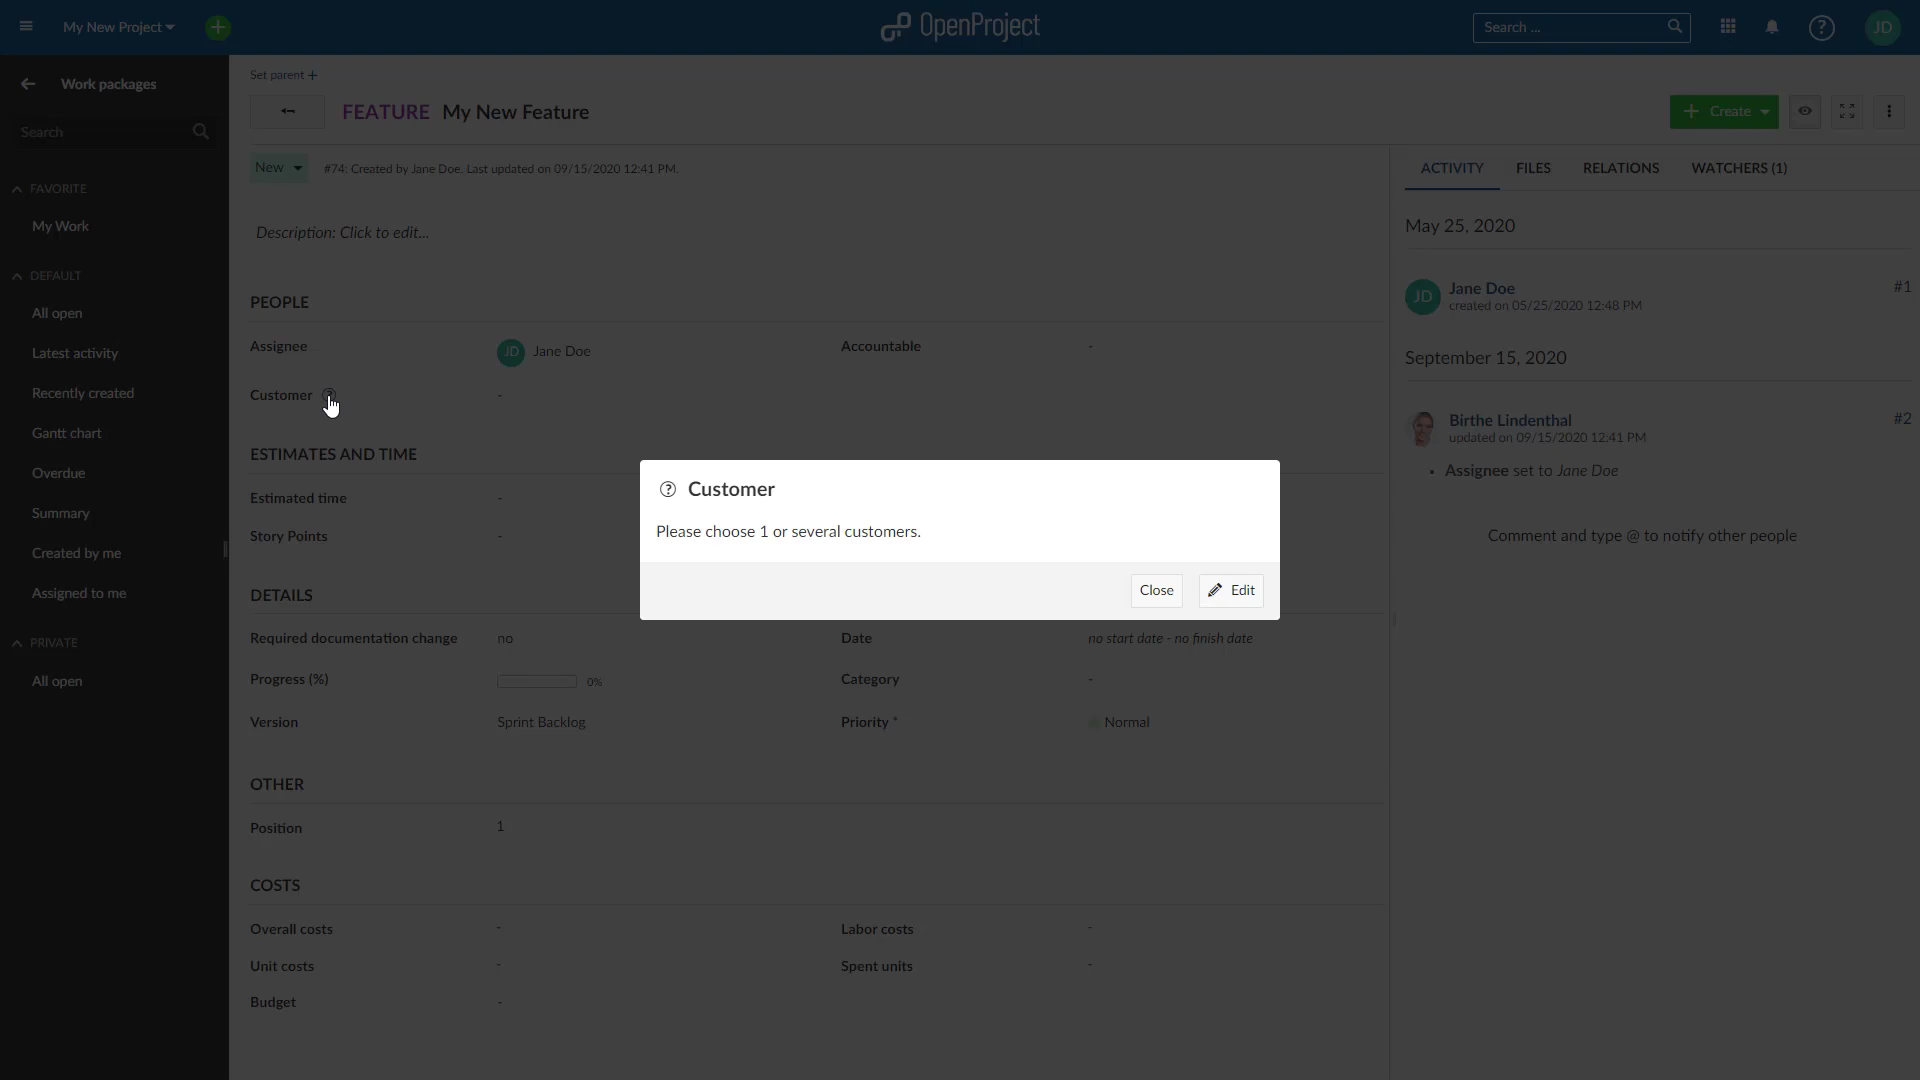 My New Project
OpenProject
Search ...
JD
Work packages
Search
FAVORITE
My Work
DEFAULT
All open
Latest activity
Recently created
Gantt chart
Overdue
Summary
Created by me
Assigned to me
PRIVATE
All open
Set parent +
FEATURE My New Feature
+ Create
New #74: Created by Jane Doe. Last updated on 09/15/2020 12:41 PM.
Description: Click to edit...
PEOPLE
Assignee JD Jane Doe Accountable -
Customer -
ESTIMATES AND TIME
Estimated time -
Story Points -
Customer
Please choose 1 or several customers.
Close Edit
DETAILS
Required documentation change no Date no start date - no finish date
Progress (%) 0% Category -
Version Sprint Backlog Priority * Normal
OTHER
Position 1
COSTS
Overall costs - Labor costs -
Unit costs - Spent units -
Budget -
ACTIVITY FILES RELATIONS WATCHERS (1)
May 25, 2020
JD Jane Doe #1
created on 05/25/2020 12:48 PM
September 15, 2020
Birthe Lindenthal #2
updated on 09/15/2020 12:41 PM
• Assignee set to Jane Doe
Comment and type @ to notify other people